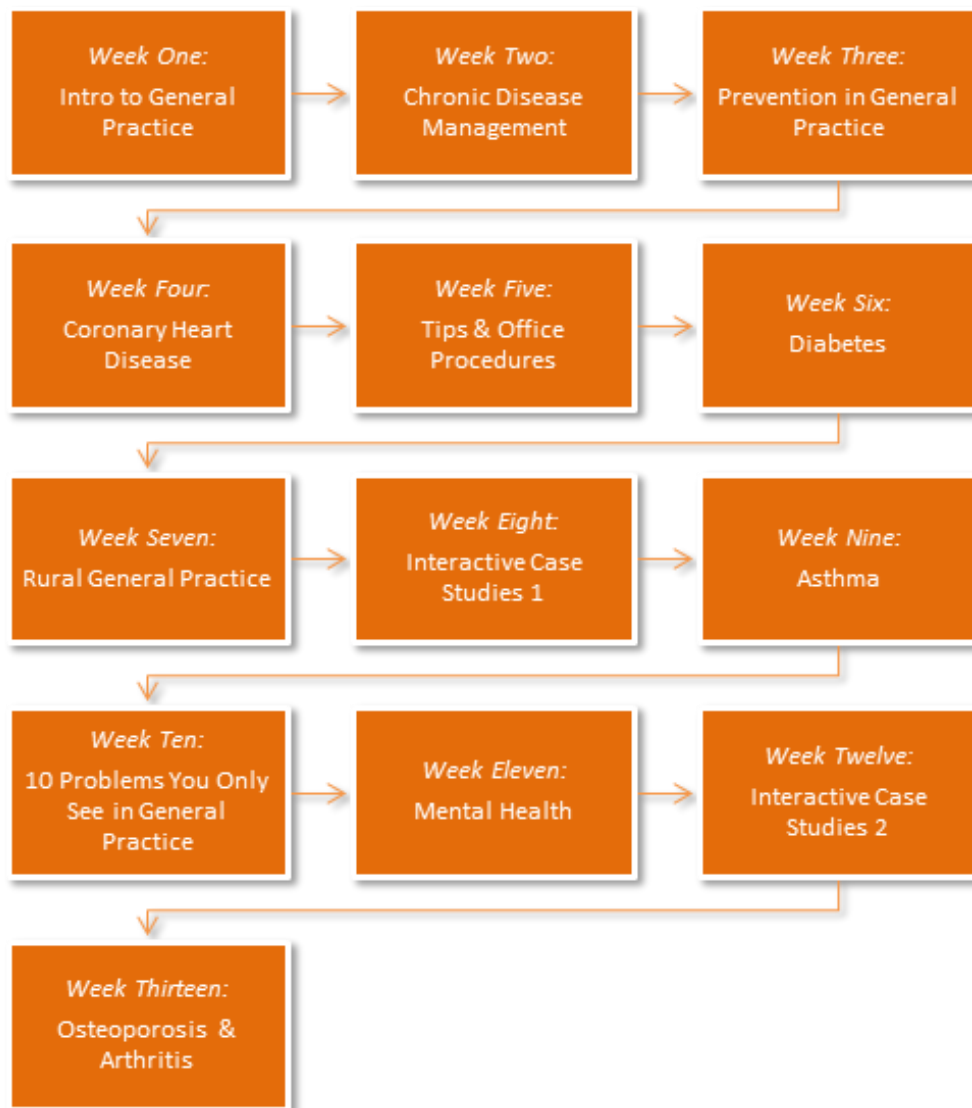 Week One:
Intro to General
Practice
Week Two:
Chronic Disease
Management
Week Three:
Prevention in General
Practice
Week Four:
Coronary Heart
Disease
Week Five:
Tips & Office
Procedures
Week Six:
Diabetes
Week Seven:
Rural General Practice
Week Eight:
Interactive Case
Studies 1
Week Nine:
Asthma
Week Ten:
10 Problems You Only
See in General
Practice
Week Eleven:
Mental Health
Week Twelve:
Interactive Case
Studies 2
Week Thirteen:
Osteoporosis &
Arthritis